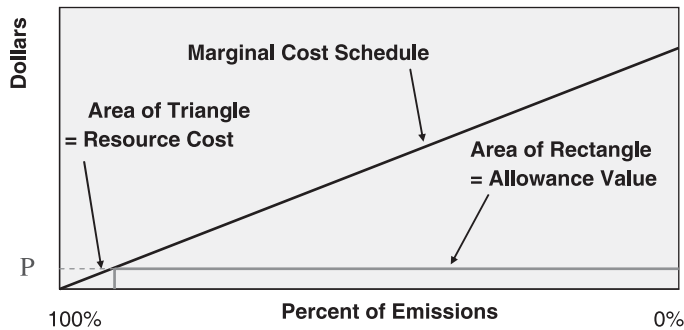 Dollars
Marginal Cost Schedule
Area of Triangle
= Resource Cost
Area of Rectangle
= Allowance Value
P
100%
Percent of Emissions
0%